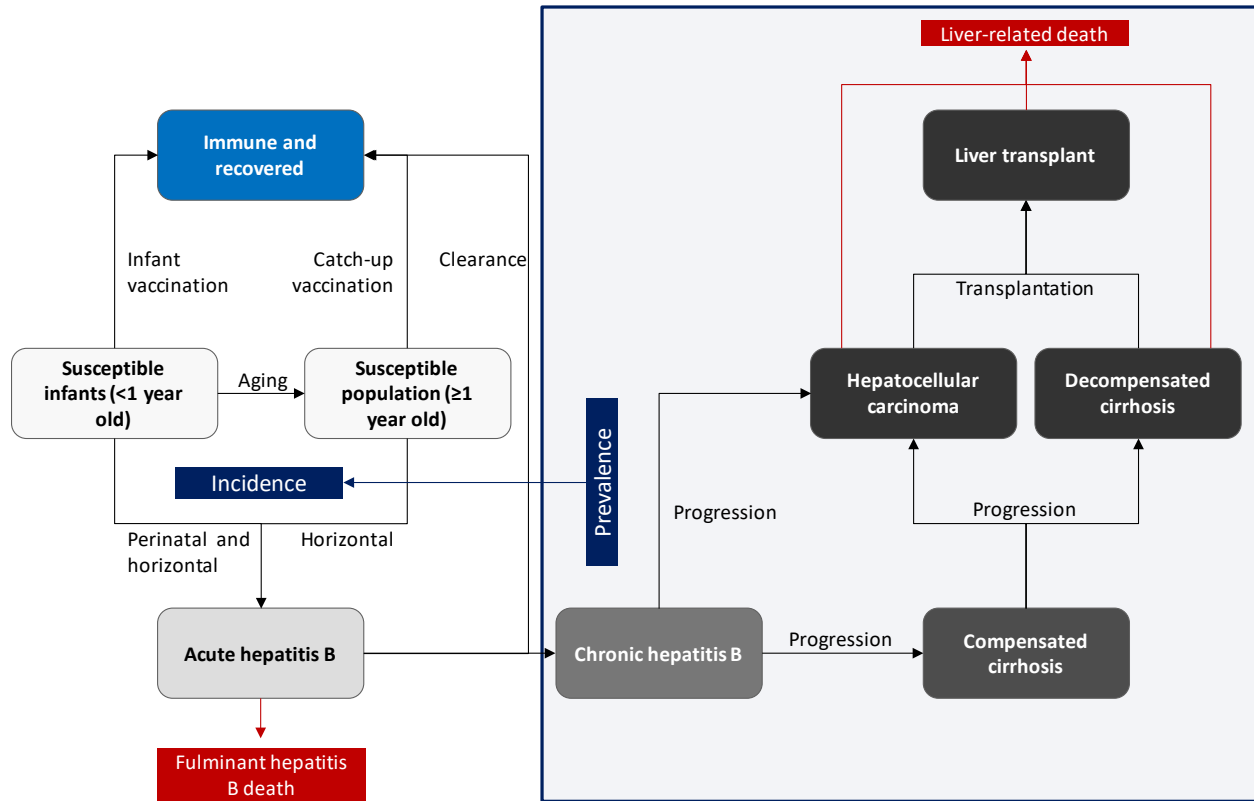 Liver-related death
Immune and
recovered
Liver transplant
Infant
vaccination
Catch-up
vaccination
Clearance
Transplantation
Susceptible
infants (<1 year
old)
Aging
Susceptible
population (≥1
year old)
Hepatocellular
carcinoma
Decompensated
cirrhosis
Incidence
Prevalence
Progression
Progression
Perinatal and
horizontal
Horizontal
Acute hepatitis B
Chronic hepatitis B
Progression
Compensated
cirrhosis
Fulminant hepatitis
B death